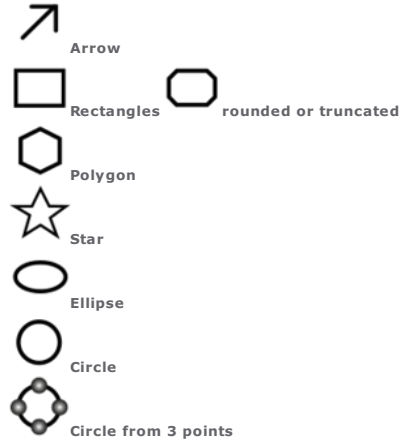 Arrow
Rectangles rounded or truncated
Polygon
Star
Ellipse
Circle
Circle from 3 points